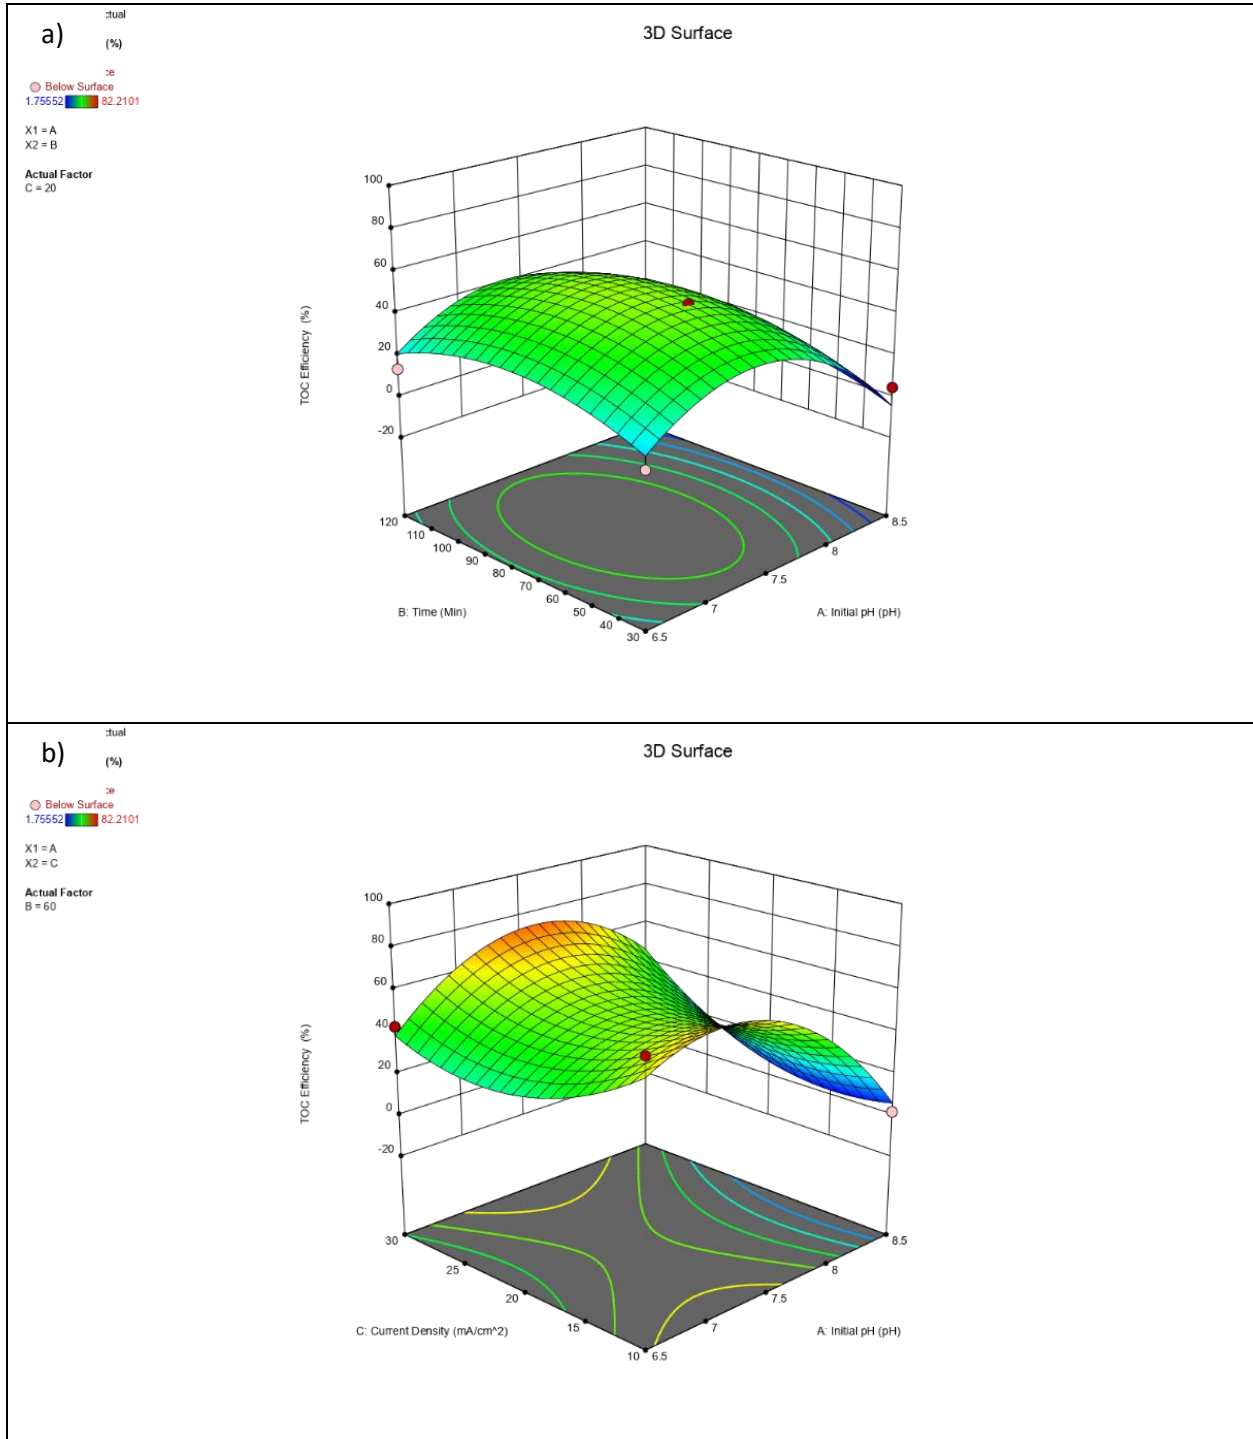 a)
3D Surface
(%)
Below Surface
1.75552 82.2101
X1 = A
X2 = B
Actual Factor
C = 20
100
80
60
40
20
0
-20
TOC Efficiency (%)
120
110
100
90
80
70
60
50
40
30
6.5
7
7.5
8
8.5
B: Time (Min)
A: Initial pH (pH)
b)
3D Surface
(%)
Below Surface
1.75552 82.2101
X1 = A
X2 = C
Actual Factor
B = 60
100
80
60
40
20
0
-20
TOC Efficiency (%)
30
25
20
15
10
6.5
7
7.5
8
8.5
C: Current Density (mA/cm^2)
A: Initial pH (pH)